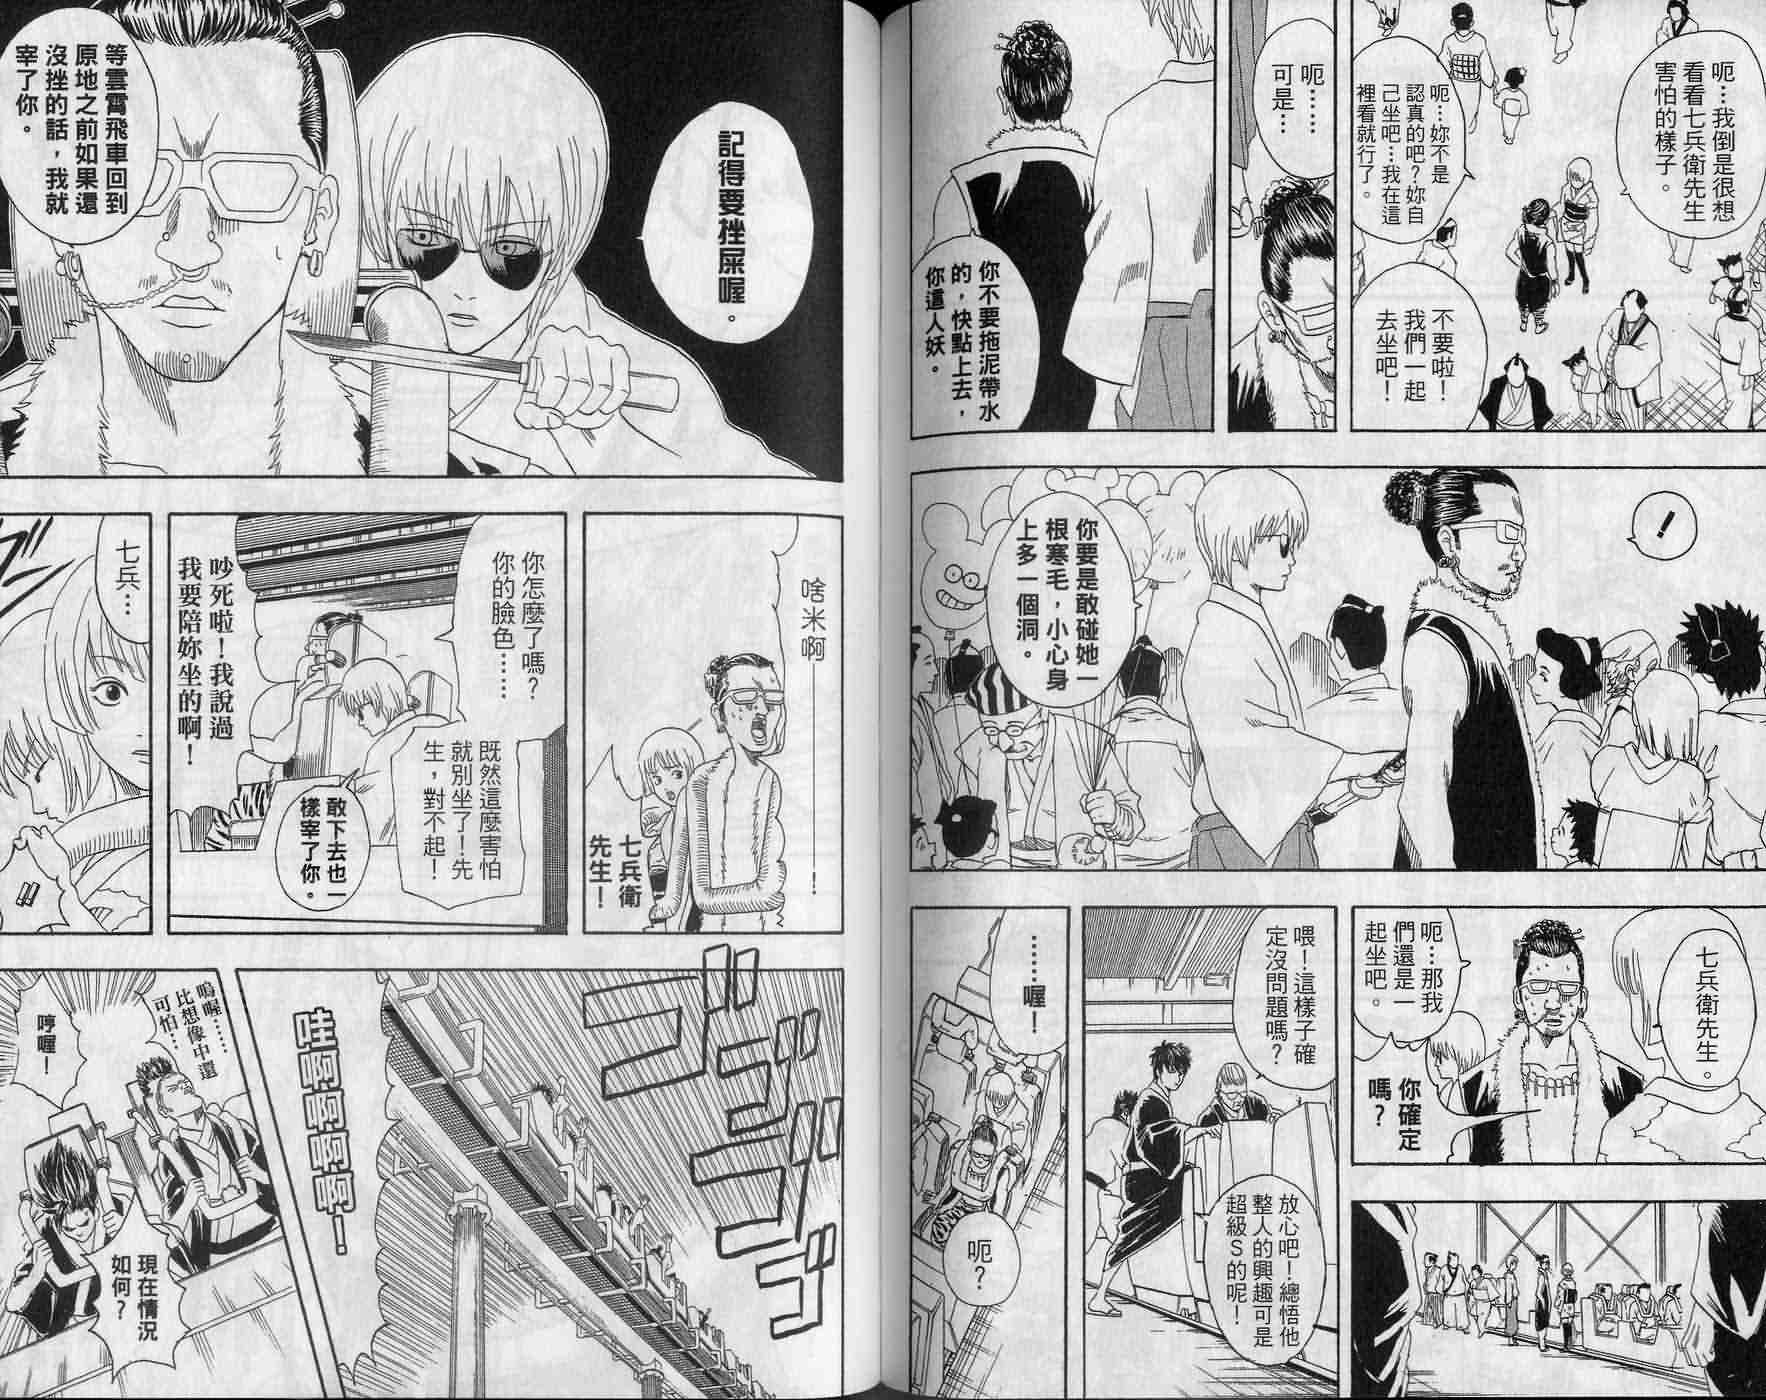 呃…我倒是很想
看看七兵衛先生
害怕的樣子。
呃…妳不是
認真的吧？妳自
己坐吧…我在這
裡看就行了。
不要啦！
我們一起
去坐吧！
呃……
可是…
你不要拖泥帶水
的，快點上去，
你這人妖。
！
你要是敢碰她一
根寒毛，小心身
上多一個洞。
七兵衛先生。
呃…那我
們還是一
起坐吧。
你確定
嗎？
喂！這樣子確
定沒問題嗎？
放心吧！總悟他
整人的興趣可是
超級S的呢！
……喔！
呃？
記得要挫屎喔。
等雲霄飛車回到
原地之前如果還
沒挫的話，我就
宰了你。
啥米啊——！
七兵衛
先生！
你怎麼了嗎？
你的臉色……
吵死啦！我說過
我要陪妳坐的啊！
既然這麼害怕
就別坐了！先
生，對不起！
敢下去也一
樣宰了你。
七兵…
!!
ゴゴゴゴ
哇啊啊啊啊啊—
嗚喔……
比想像中還
可怕…
哼喔！
現在情況
如何？